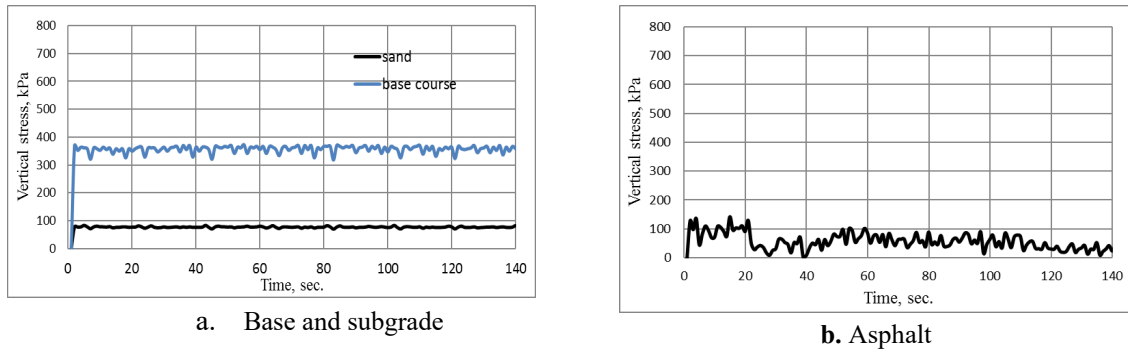 800
700
600
500
400
300
200
100
0
Vertical stress, kPa
sand
base course
0 20 40 60 80 100 120 140
Time, sec.
a. Base and subgrade
800
700
600
500
400
300
200
100
0
Vertical stress, kPa
0 20 40 60 80 100 120 140
Time, sec.
b. Asphalt